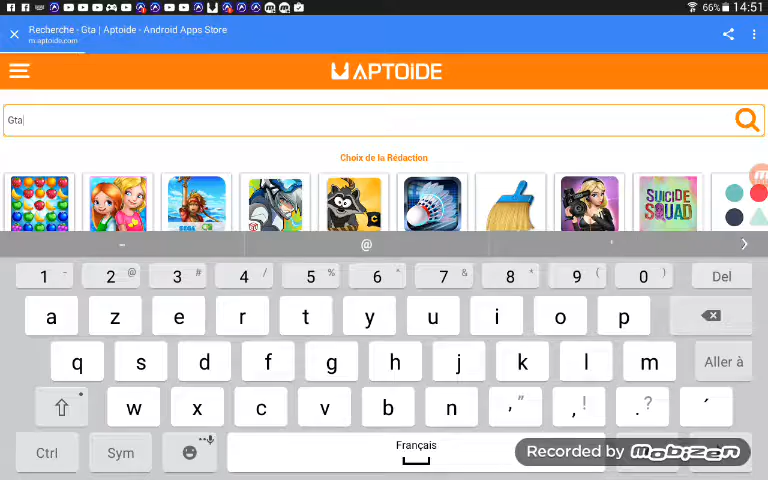 66% 14:51
Recherche · Gta | Aptoide - Android Apps Store
m.aptoide.com
APTOIDE
Gta
Choix de la Rédaction
SEGA
C
SUICIDE SQUAD
- @ '
1 - 2 @ 3 # 4 / 5 % 6 ^ 7 & 8 * 9 ( 0 ) Del
a z e r t y u i o p
q s d f g h j k l m Aller à
w x c v b n ' " , ! . ? ´
Ctrl Sym Français
Recorded by Mobizen